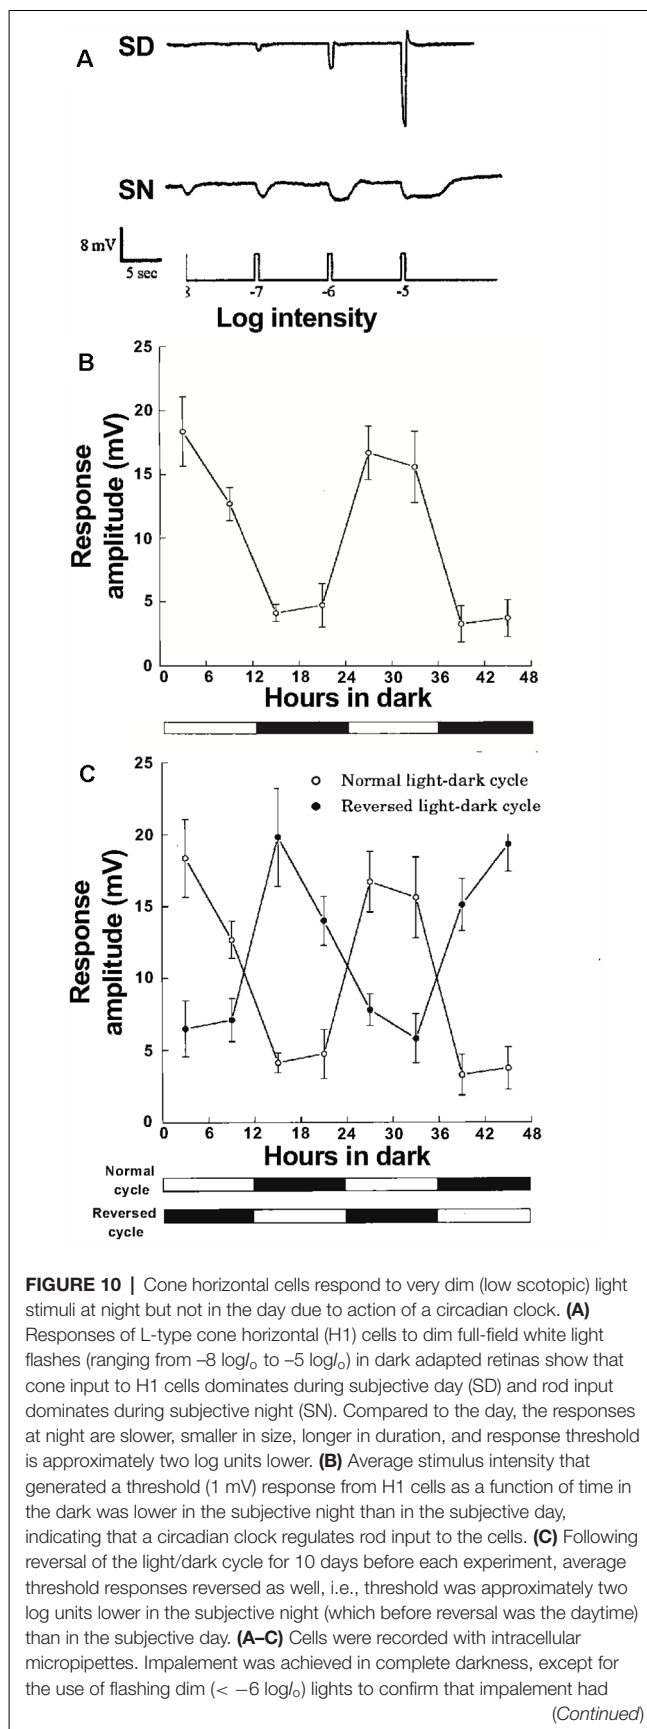 A
SD
SN
8 mV
5 sec
-7
-6
-5
Log intensity
B
Response
amplitude (mV)
25
20
15
10
5
0
0 6 12 18 24 30 36 42 48
Hours in dark
C
Normal light-dark cycle
Reversed light-dark cycle
Response
amplitude (mV)
25
20
15
10
5
0
0 6 12 18 24 30 36 42 48
Hours in dark
Normal
cycle
Reversed
cycle
FIGURE 10 | Cone horizontal cells respond to very dim (low scotopic) light
stimuli at night but not in the day due to action of a circadian clock. (A)
Responses of L-type cone horizontal (H1) cells to dim full-field white light
flashes (ranging from –8 logIo to –5 logIo) in dark adapted retinas show that
cone input to H1 cells dominates during subjective day (SD) and rod input
dominates during subjective night (SN). Compared to the day, the responses
at night are slower, smaller in size, longer in duration, and response threshold
is approximately two log units lower. (B) Average stimulus intensity that
generated a threshold (1 mV) response from H1 cells as a function of time in
the dark was lower in the subjective night than in the subjective day,
indicating that a circadian clock regulates rod input to the cells. (C) Following
reversal of the light/dark cycle for 10 days before each experiment, average
threshold responses reversed as well, i.e., threshold was approximately two
log units lower in the subjective night (which before reversal was the daytime)
than in the subjective day. (A–C) Cells were recorded with intracellular
micropipettes. Impalement was achieved in complete darkness, except for
the use of flashing dim (< −6 logIo) lights to confirm that impalement had
(Continued)